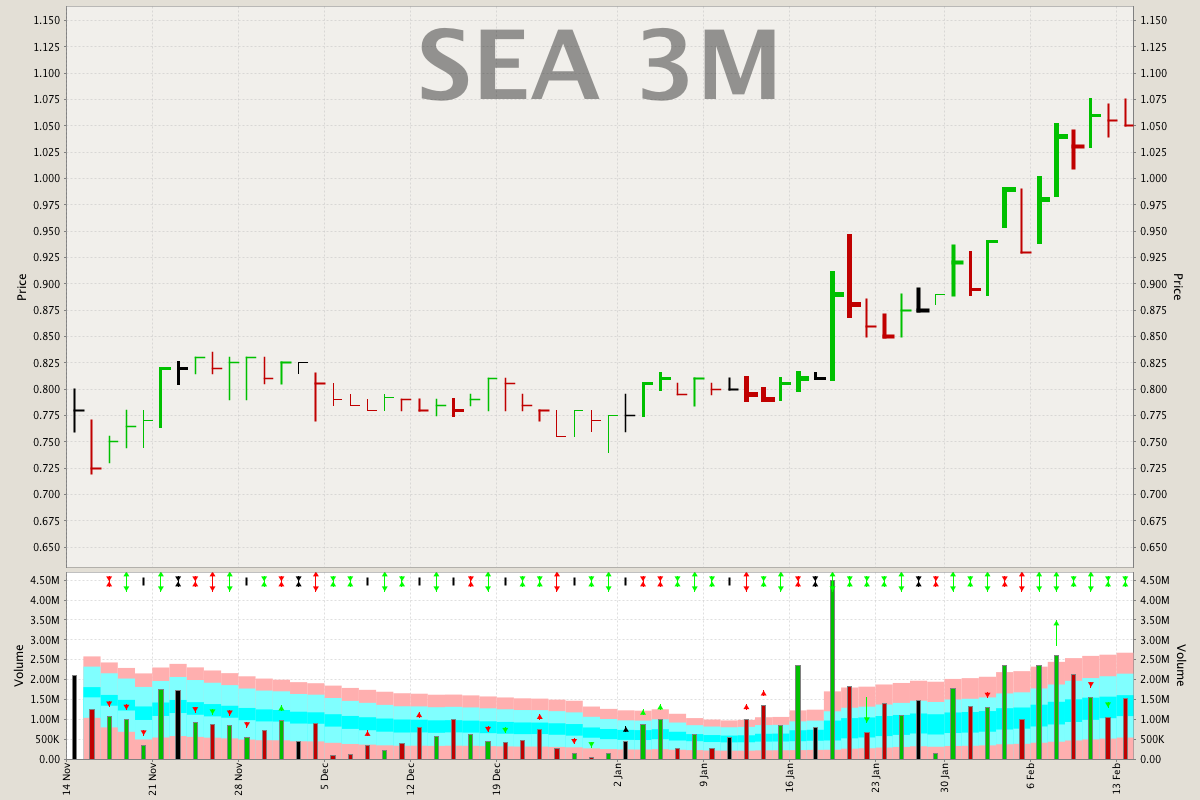 SEA 3M
1.150 1.150
1.125 1.125
1.100 1.100
1.075 1.075
1.050 1.050
1.025 1.025
1.000 1.000
0.975 0.975
0.950 0.950
0.925 0.925
0.900 0.900
0.875 0.875
0.850 0.850
0.825 0.825
0.800 0.800
0.775 0.775
0.750 0.750
0.725 0.725
0.700 0.700
0.675 0.675
0.650 0.650
Price
Price
4.50M 4.50M
4.00M 4.00M
3.50M 3.50M
3.00M 3.00M
2.50M 2.50M
2.00M 2.00M
1.50M 1.50M
1.00M 1.00M
500K 500K
0.00 0.00
Volume
Volume
14 Nov
21 Nov
28 Nov
5 Dec
12 Dec
19 Dec
2 Jan
9 Jan
16 Jan
23 Jan
30 Jan
6 Feb
13 Feb